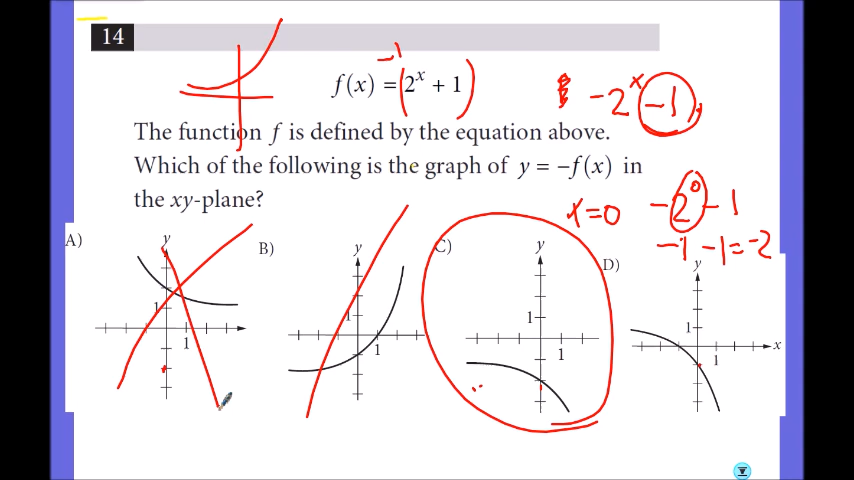 14
-1
f(x) = (2^x + 1)
-2^x -1
The function f is defined by the equation above.
Which of the following is the graph of y = −f(x) in
the xy-plane?
x=0
-2^0 - 1
-1 -1 = -2
A)
y
1
1
B)
y
1
1
C)
y
1
1
D)
y
1
1
x